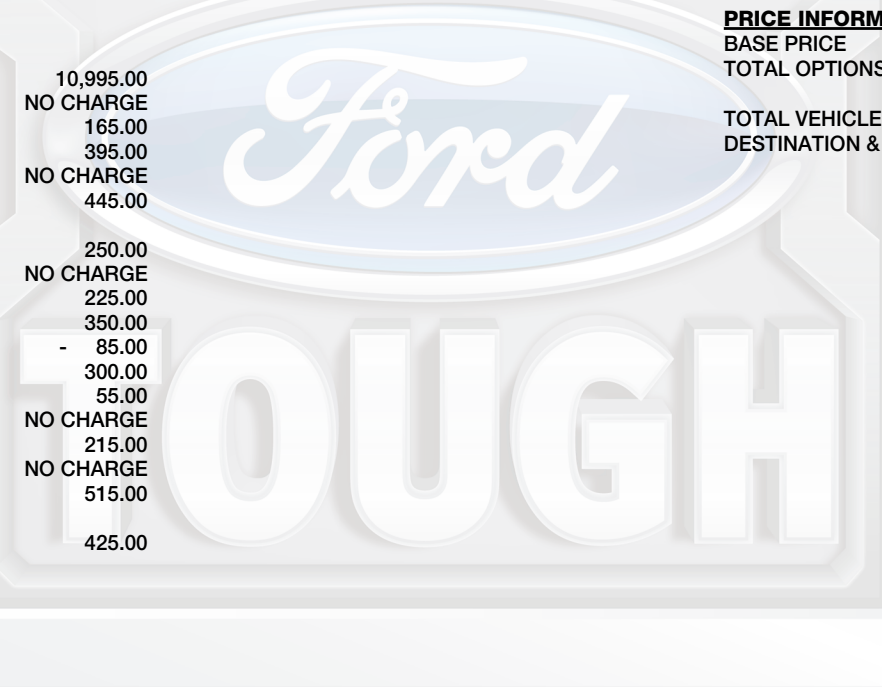 PRICE INFORM
BASE PRICE
TOTAL OPTIONS
TOTAL VEHICLE
DESTINATION &
10,995.00
NO CHARGE
165.00
395.00
NO CHARGE
445.00
250.00
NO CHARGE
225.00
350.00
- 85.00
300.00
55.00
NO CHARGE
215.00
NO CHARGE
515.00
425.00
Ford
TOUGH